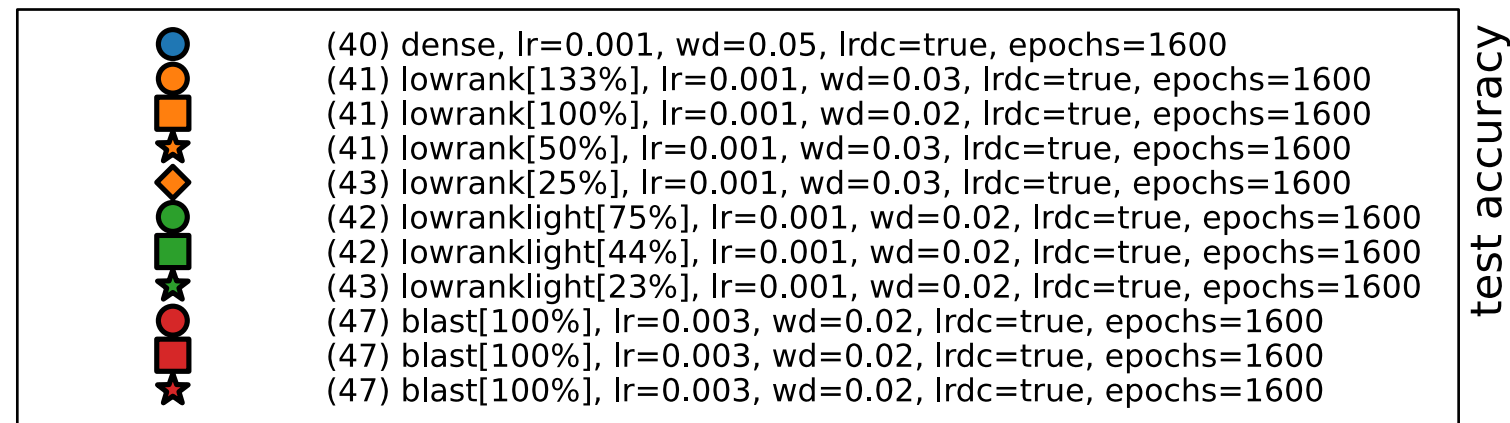 (40) dense, lr=0.001, wd=0.05, lrdc=true, epochs=1600
(41) lowrank[133%], lr=0.001, wd=0.03, lrdc=true, epochs=1600
(41) lowrank[100%], lr=0.001, wd=0.02, lrdc=true, epochs=1600
(41) lowrank[50%], lr=0.001, wd=0.03, lrdc=true, epochs=1600
(43) lowrank[25%], lr=0.001, wd=0.03, lrdc=true, epochs=1600
(42) lowranklight[75%], lr=0.001, wd=0.02, lrdc=true, epochs=1600
(42) lowranklight[44%], lr=0.001, wd=0.02, lrdc=true, epochs=1600
(43) lowranklight[23%], lr=0.001, wd=0.02, lrdc=true, epochs=1600
(47) blast[100%], lr=0.003, wd=0.02, lrdc=true, epochs=1600
(47) blast[100%], lr=0.003, wd=0.02, lrdc=true, epochs=1600
(47) blast[100%], lr=0.003, wd=0.02, lrdc=true, epochs=1600
test accuracy